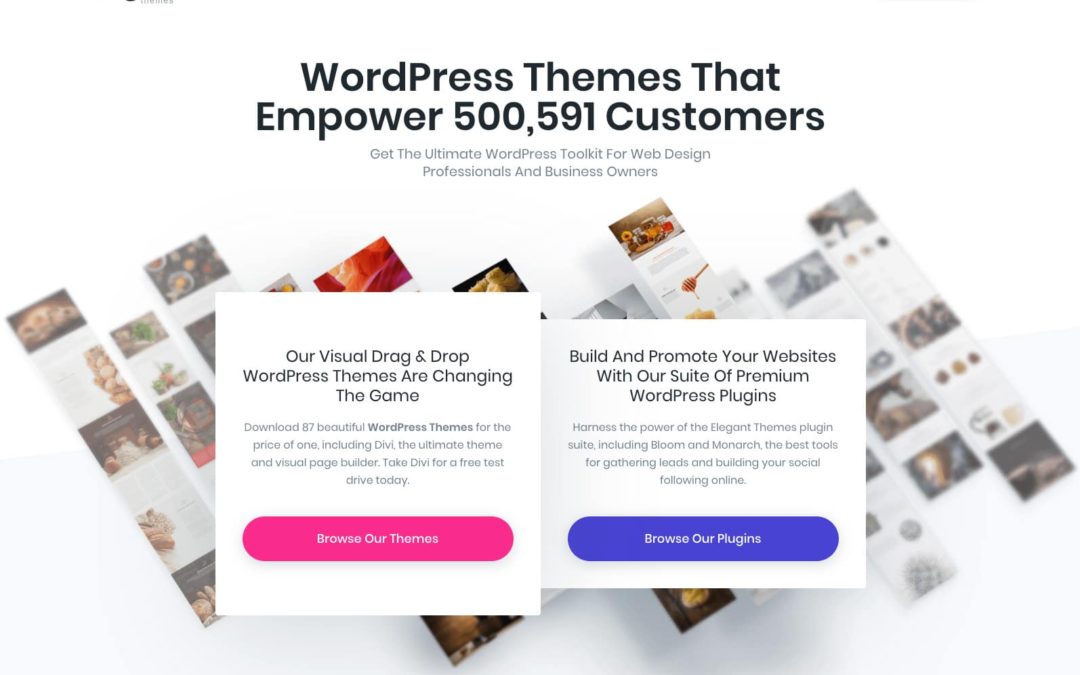 Themes
WordPress Themes That
Empower 500,591 Customers
Get The Ultimate WordPress Toolkit For Web Design
Professionals And Business Owners
Our Visual Drag & Drop
WordPress Themes Are Changing
The Game
Download 87 beautiful WordPress Themes for the
price of one, including Divi, the ultimate theme
and visual page builder. Take Divi for a free test
drive today.
Browse Our Themes
Build And Promote Your Websites
With Our Suite Of Premium
WordPress Plugins
Harness the power of the Elegant Themes plugin
suite, including Bloom and Monarch, the best tools
for gathering leads and building your social
following online.
Browse Our Plugins